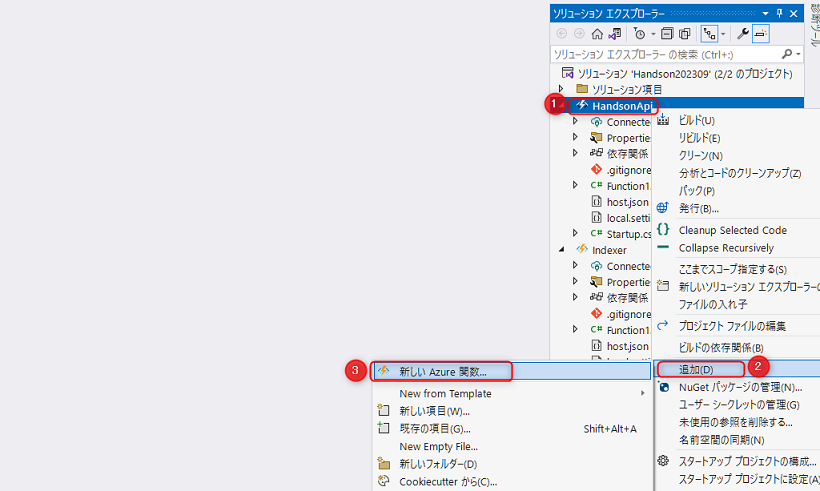 ソリューション エクスプローラー
ソリューション エクスプローラー の検索 (Ctrl+;)
ソリューション 'Handson202309' (2/2 のプロジェクト)
ソリューション項目
1
HandsonApi
Connecte
Properties
依存関係
.gitignore
Function1.
host.json
local.setti
Startup.cs
Indexer
Connecte
Properties
依存関係
.gitignore
Function1.
host.json
ビルド(U)
リビルド(E)
クリーン(N)
分析とコードのクリーンアップ(Z)
パック(P)
発行(B)...
Cleanup Selected Code
Collapse Recursively
ここまでスコープ指定する(S)
新しいソリューション エクスプローラーの
ファイルの入れ子
プロジェクト ファイルの編集
ビルドの依存関係(B)
追加(D)
2
NuGet パッケージの管理(N)...
ユーザー シークレットの管理(G)
未使用の参照を削除する...
名前空間の同期(N)
スタートアップ プロジェクトの構成...
スタートアップ プロジェクトに設定(A)
3
新しい Azure 関数...
New from Template
新しい項目(W)...
既存の項目(G)... Shift+Alt+A
New Empty File...
新しいフォルダー(D)
Cookiecutter から(C)...